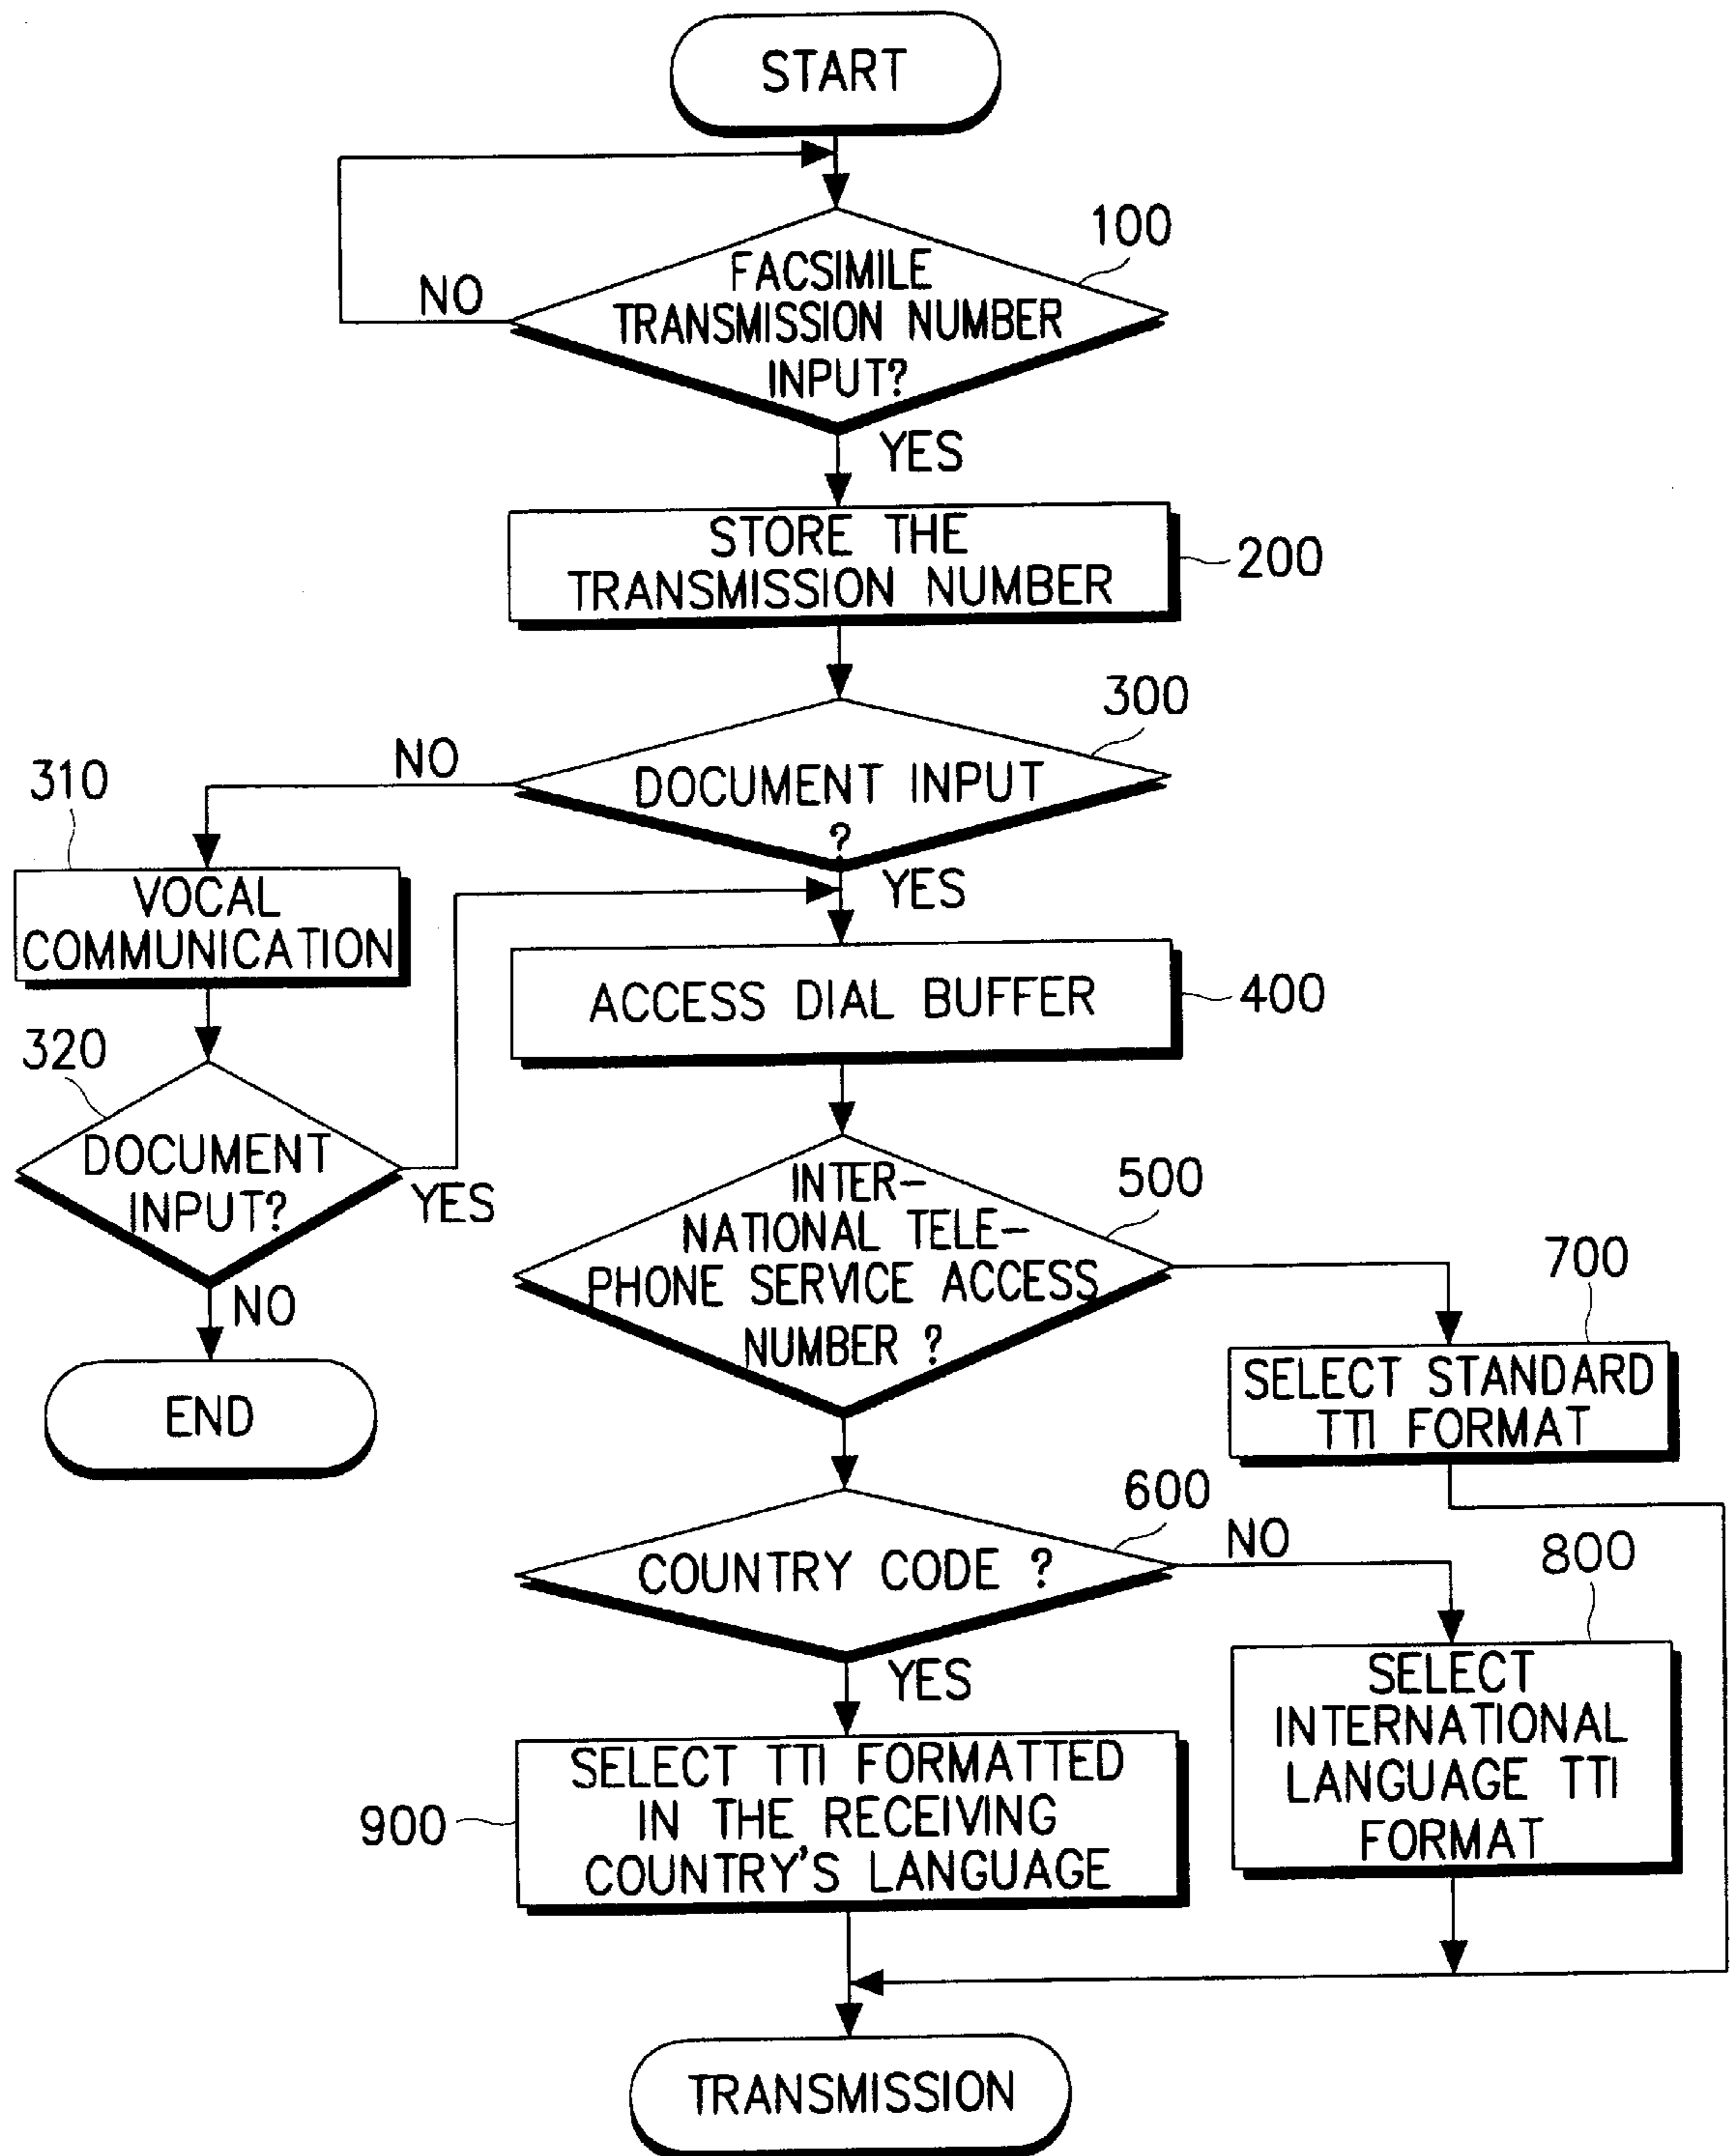 START
100
FACSIMILE
TRANSMISSION NUMBER
INPUT?
NO
YES
STORE THE
TRANSMISSION NUMBER
200
300
DOCUMENT INPUT
?
NO
YES
310
VOCAL
COMMUNICATION
320
DOCUMENT
INPUT?
YES
NO
END
ACCESS DIAL BUFFER
400
500
INTER-
NATIONAL TELE-
PHONE SERVICE ACCESS
NUMBER ?
700
SELECT STANDARD
TTI FORMAT
600
COUNTRY CODE ?
NO
YES
800
SELECT
INTERNATIONAL
LANGUAGE TTI
FORMAT
900
SELECT TTI FORMATTED
IN THE RECEIVING
COUNTRY'S LANGUAGE
TRANSMISSION